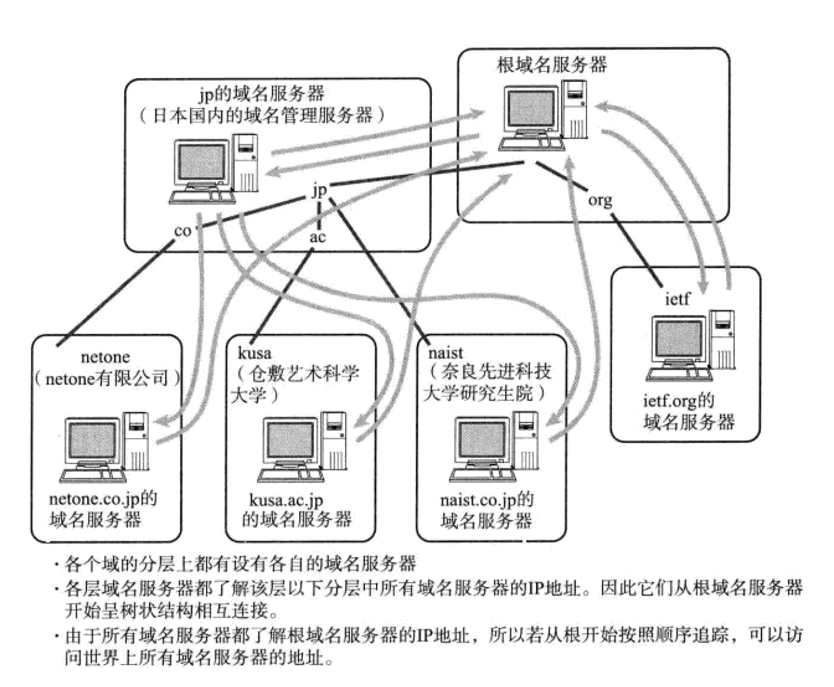 根域名服务器
jp的域名服务器
（日本国内的域名管理服务器）
jp
org
co
ac
ietf
netone
（netone有限公司）
kusa
（仓敷艺术科学
大学）
naist
（奈良先进科技
大学研究生院）
ietf.org的
域名服务器
netone.co.jp的
域名服务器
kusa.ac.jp
的域名服务器
naist.co.jp的
域名服务器
·各个域的分层上都有设有各自的域名服务器
·各层域名服务器都了解该层以下分层中所有域名服务器的IP地址。因此它们从根域名服务器
开始呈树状结构相互连接。
·由于所有域名服务器都了解根域名服务器的IP地址，所以若从根开始按照顺序追踪，可以访
问世界上所有域名服务器的地址。